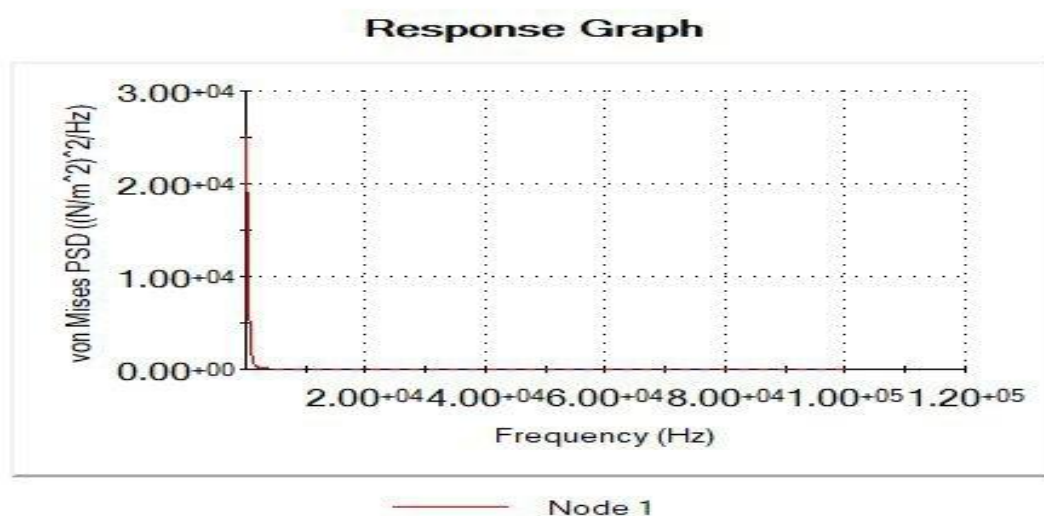 Response Graph
von Mises PSD ((N/m^2)^2/Hz)
3.00+04
2.00+04
1.00+04
0.00+00
2.00+04 4.00+04 6.00+04 8.00+04 1.00+05 1.20+05
Frequency (Hz)
Node 1